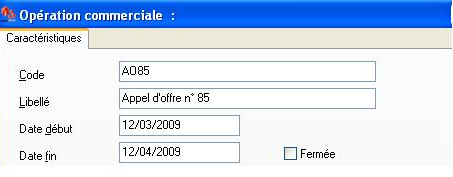 Opération commerciale :
Caractéristiques
Code AO85
Libellé Appel d'offre n° 85
Date début 12/03/2009
Date fin 12/04/2009 Fermée